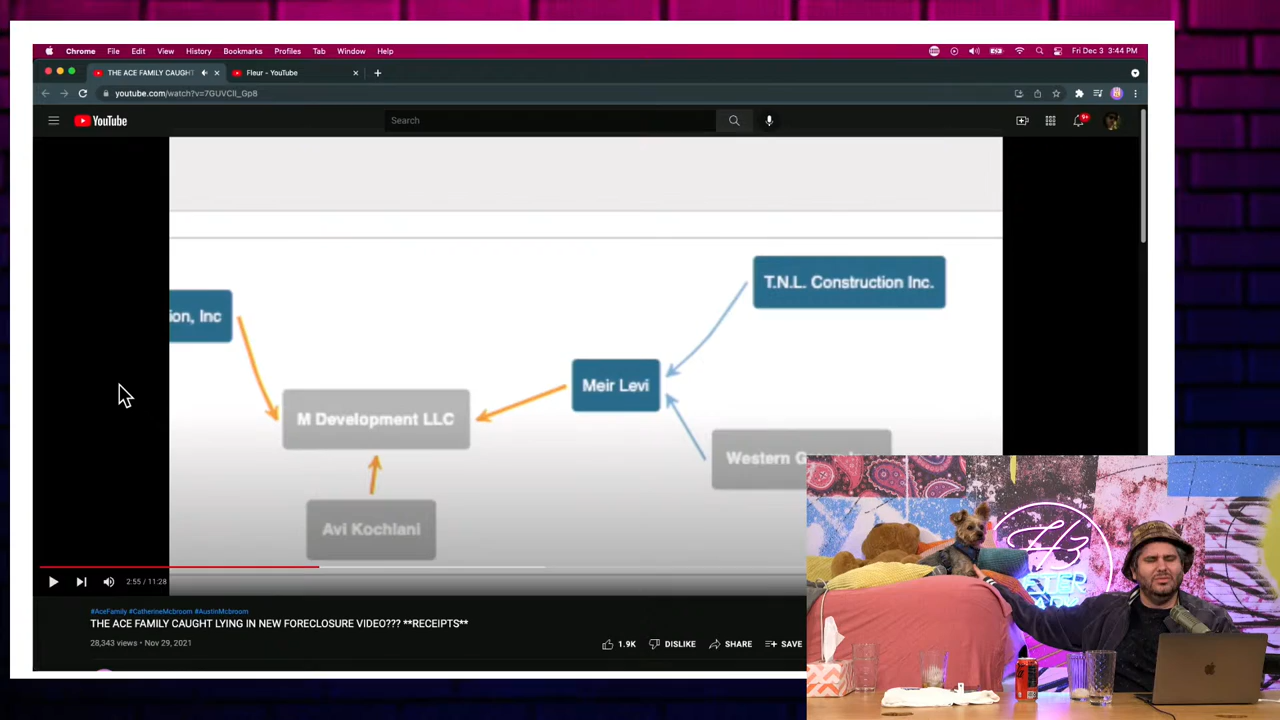 Chrome File Edit View History Bookmarks Profiles Tab Window Help
Fri Dec 3 3:44 PM
THE ACE FAMILY CAUGHT
Fleur - YouTube
youtube.com/watch?v=7GUVCIl_Gp8
YouTube
Search
9+
T.N.L. Construction Inc.
ion, Inc
Meir Levi
M Development LLC
Western
Avi Kochlani
2:55 / 11:28
#AceFamily #CatherineMcbroom #AustinMcbroom
THE ACE FAMILY CAUGHT LYING IN NEW FORECLOSURE VIDEO??? **RECEIPTS**
28,343 views • Nov 29, 2021
1.9K DISLIKE SHARE SAVE
H3